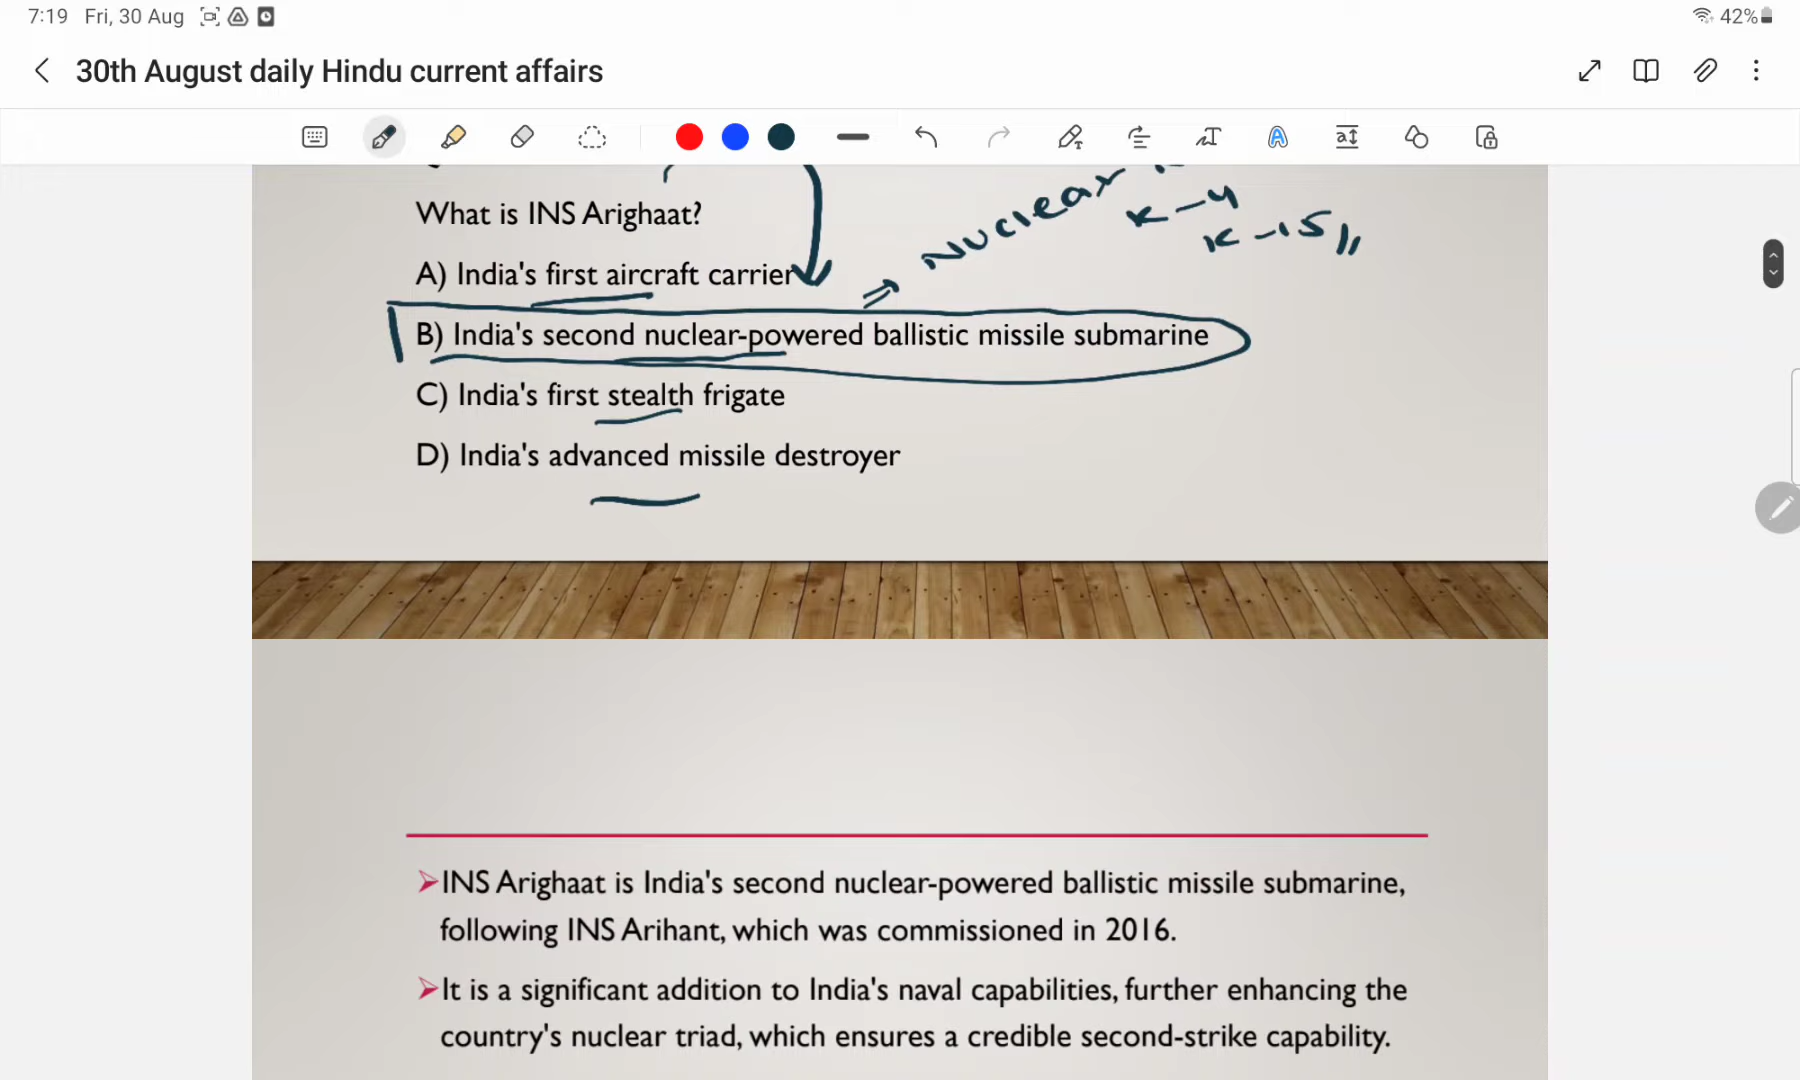 7:19 Fri, 30 Aug 42%
30th August daily Hindu current affairs
Nuclear
K-4
K-15
What is INS Arighaat?
A) India's first aircraft carrier
B) India's second nuclear-powered ballistic missile submarine
C) India's first stealth frigate
D) India's advanced missile destroyer
➤INS Arighaat is India's second nuclear-powered ballistic missile submarine,
following INS Arihant, which was commissioned in 2016.
➤It is a significant addition to India's naval capabilities, further enhancing the
country's nuclear triad, which ensures a credible second-strike capability.